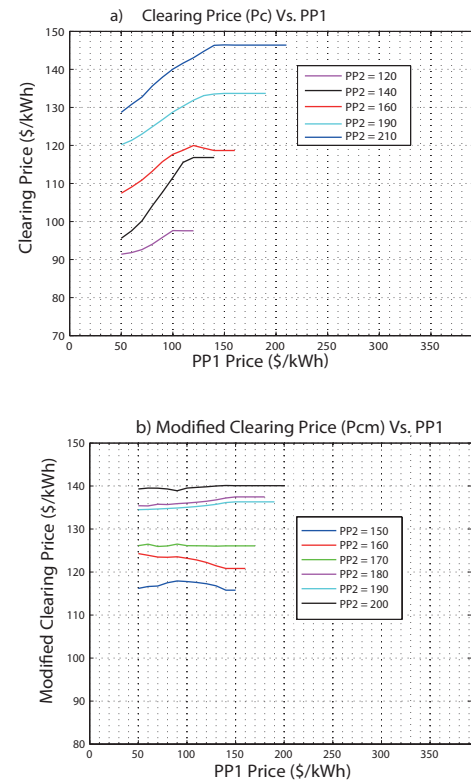 a) Clearing Price (Pc) Vs. PP1
150
140
130
120
110
100
90
80
70
Clearing Price ($/kWh)
PP2 = 120
PP2 = 140
PP2 = 160
PP2 = 190
PP2 = 210
0 50 100 150 200 250 300 350
PP1 Price ($/kWh)
b) Modified Clearing Price (Pcm) Vs. PP1
150
140
130
120
110
100
90
80
Modified Clearing Price ($/kWh)
PP2 = 150
PP2 = 160
PP2 = 170
PP2 = 180
PP2 = 190
PP2 = 200
0 50 100 150 200 250 300 350
PP1 Price ($/kWh)